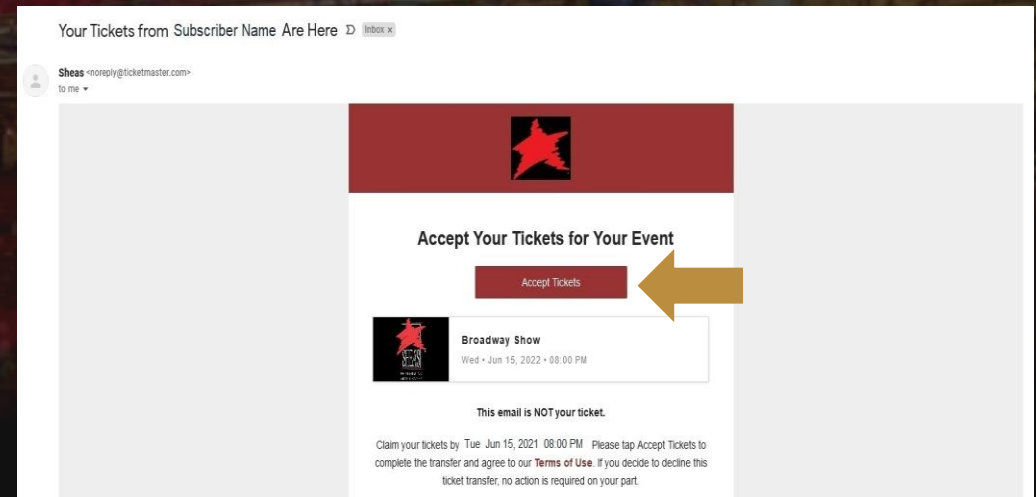 Your Tickets from Subscriber Name Are Here Inbox x
Sheas <noreply@ticketmaster.com>
to me
Accept Your Tickets for Your Event
Accept Tickets
SHEAS
Broadway Show
Wed • Jun 15, 2022 • 08:00 PM
This email is NOT your ticket.
Claim your tickets by Tue Jun 15, 2021 08:00 PM Please tap Accept Tickets to
complete the transfer and agree to our Terms of Use. If you decide to decline this
ticket transfer, no action is required on your part.